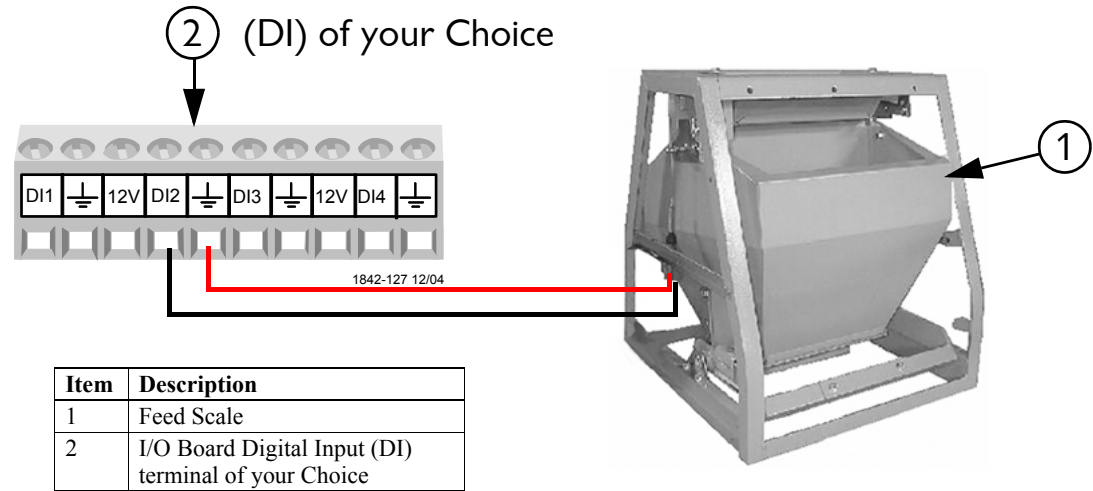 2 (DI) of your Choice
1
DI1 12V DI2 DI3 12V DI4
1842-127 12/04
Item Description
1 Feed Scale
2 I/O Board Digital Input (DI)
terminal of your Choice